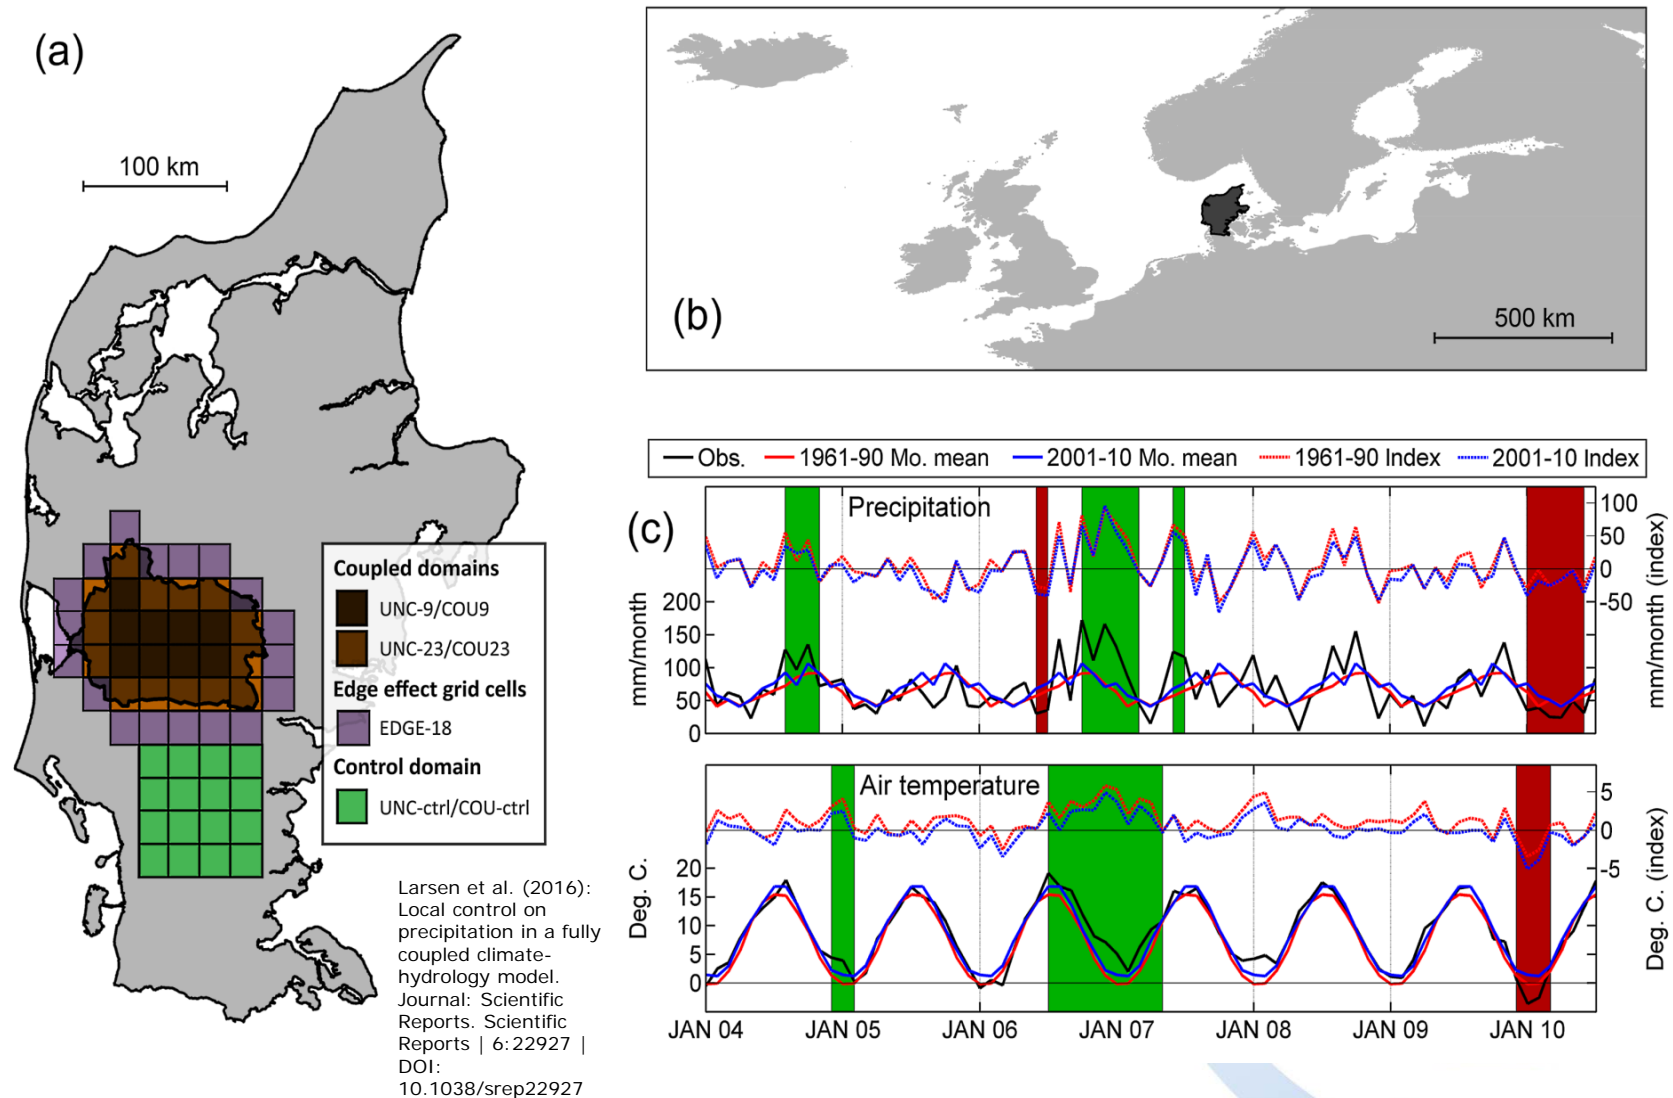 (a)
100 km
Coupled domains
UNC-9/COU9
UNC-23/COU23
Edge effect grid cells
EDGE-18
Control domain
UNC-ctrl/COU-ctrl
Larsen et al. (2016):
Local control on
precipitation in a fully
coupled climate-
hydrology model.
Journal: Scientific
Reports. Scientific
Reports | 6:22927 |
DOI:
10.1038/srep22927
(b)
500 km
Obs. 1961-90 Mo. mean 2001-10 Mo. mean 1961-90 Index 2001-10 Index
(c)
Precipitation
mm/month
200
150
100
50
0
100
50
0
-50
mm/month (index)
Air temperature
Deg. C.
20
15
10
5
0
5
0
-5
Deg. C. (index)
JAN 04 JAN 05 JAN 06 JAN 07 JAN 08 JAN 09 JAN 10